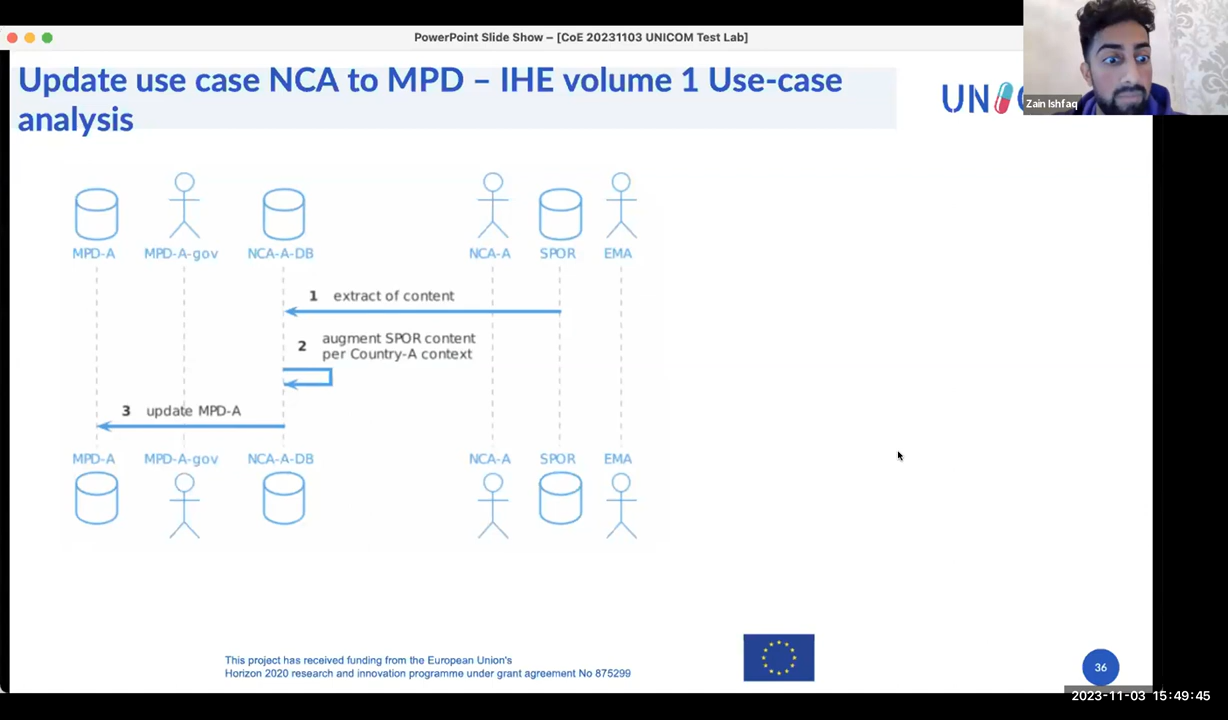 PowerPoint Slide Show – [CoE 20231103 UNICOM Test Lab]
Update use case NCA to MPD – IHE volume 1 Use-case
analysis
UN
Zain Ishfaq
MPD-A MPD-A-gov NCA-A-DB NCA-A SPOR EMA
1 extract of content
2 augment SPOR content
per Country-A context
3 update MPD-A
MPD-A MPD-A-gov NCA-A-DB NCA-A SPOR EMA
This project has received funding from the European Union's
Horizon 2020 research and innovation programme under grant agreement No 875299
36
2023-11-03 15:49:45